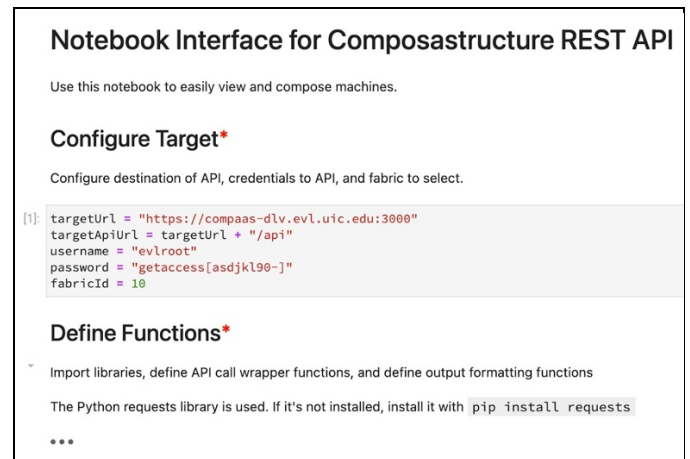 Notebook Interface for Composastructure REST API
Use this notebook to easily view and compose machines.
Configure Target*
Configure destination of API, credentials to API, and fabric to select.
[1]: targetUrl = "https://compaas-dlv.evl.uic.edu:3000"
targetApiUrl = targetUrl + "/api"
username = "evlroot"
password = "getaccess[asdjkl90-]"
fabricId = 10
Define Functions*
Import libraries, define API call wrapper functions, and define output formatting functions
The Python requests library is used. If it's not installed, install it with pip install requests
•••